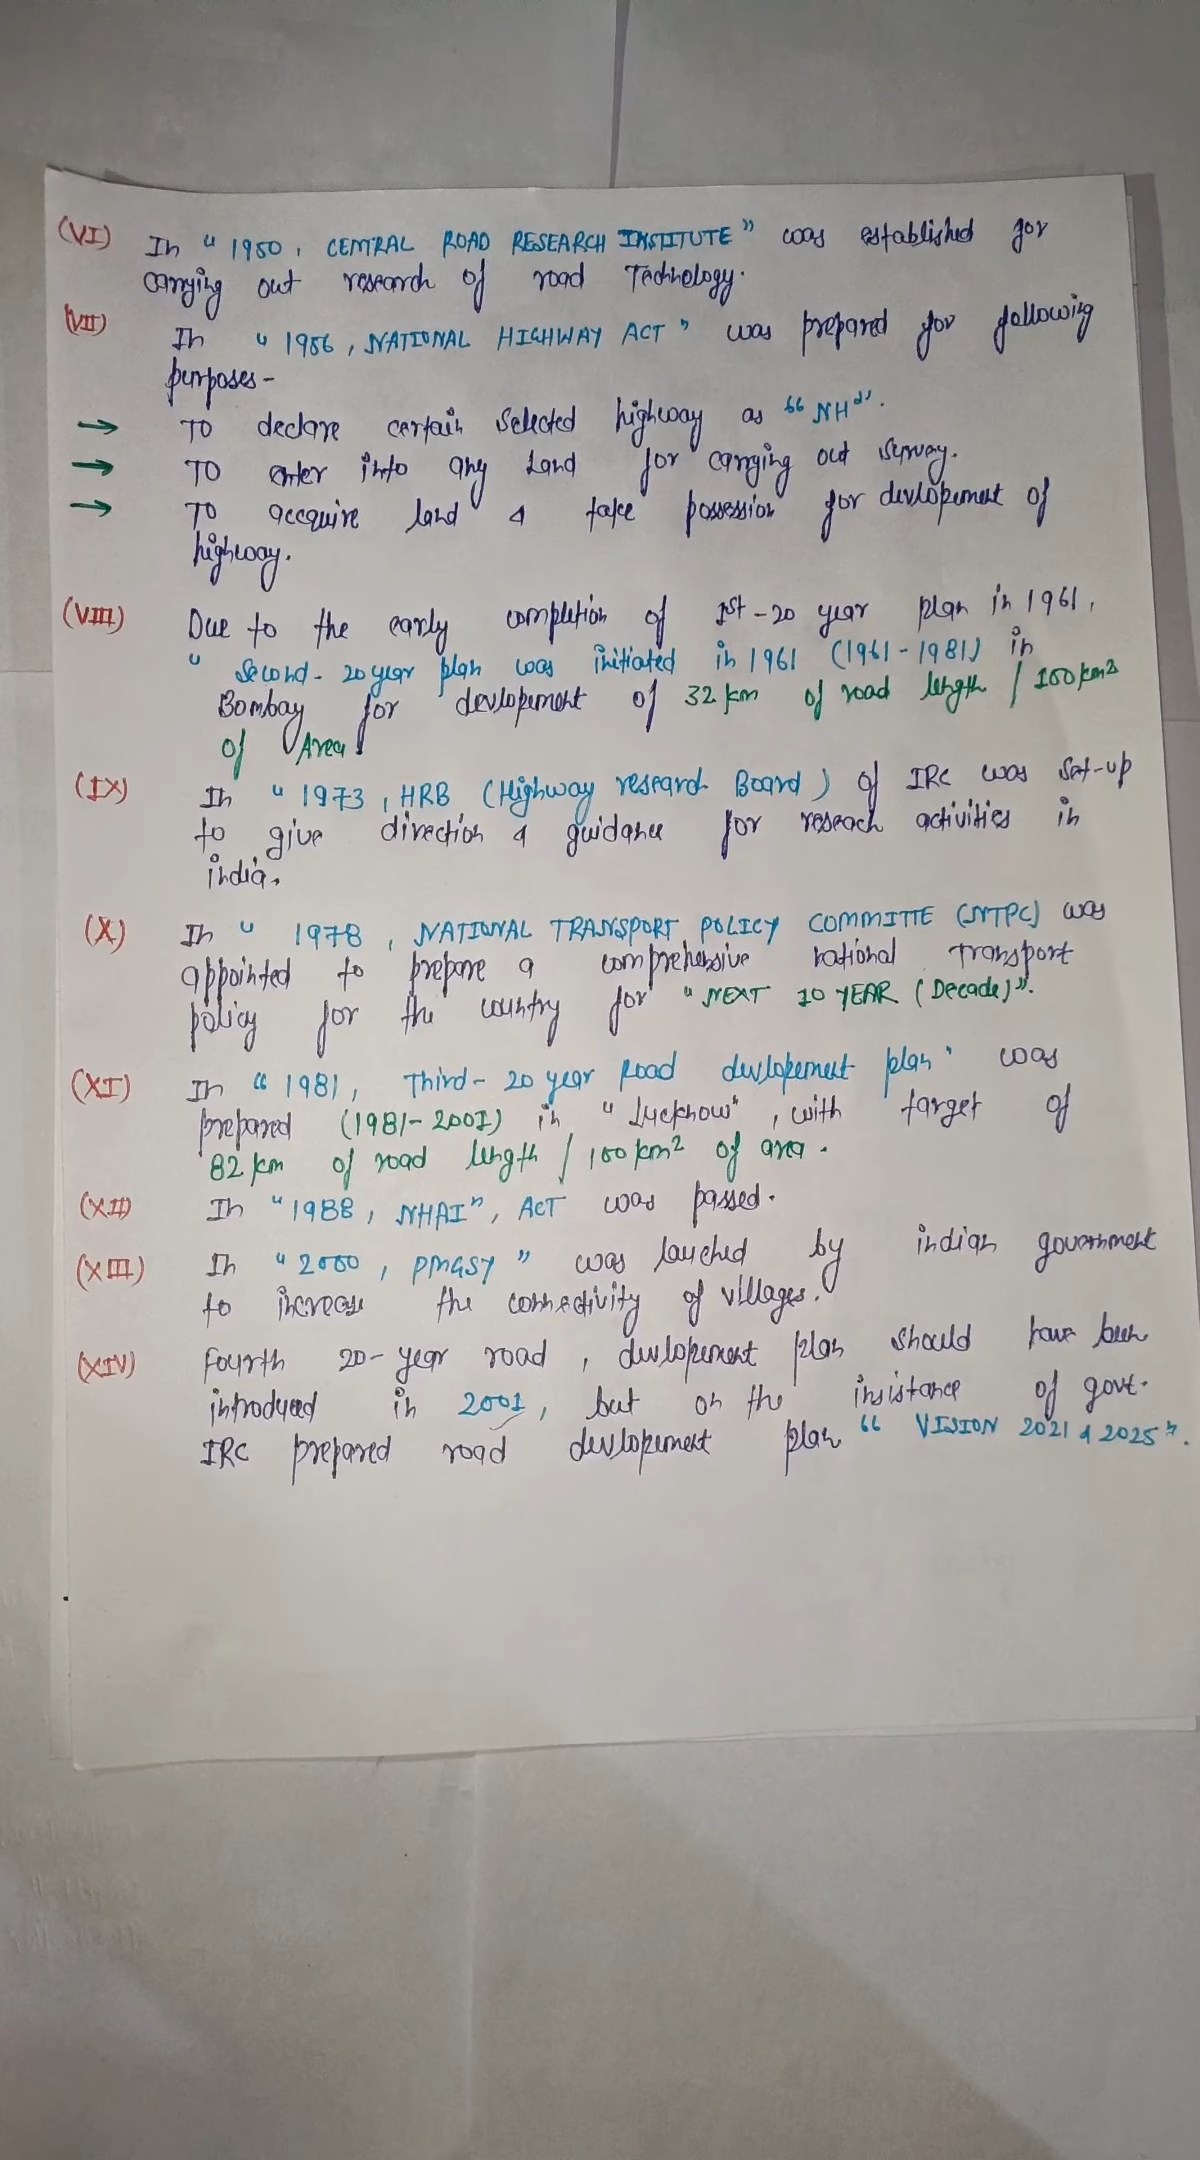 (VI) In " 1950, CENTRAL ROAD RESEARCH INSTITUTE" was established for
carrying out research of road Technology.
(VII) In " 1956, NATIONAL HIGHWAY ACT" was prepared for following
purposes-
→ To declare certain Selected highway as "NH".
→ To enter into any Land for carrying out survay.
→ To accquire land & take possession for devlopement of
highway.
(VIII) Due to the early completion of Ist-20 year plan in 1961,
" Second- 20 year plan was initiated in 1961 (1961-1981) in
Bombay for devlopement of 32 km of road length / 100 km²
of Area.
(IX) In " 1973, HRB (Highway research Board) of IRC was set-up
to give direction & guidance for reseach activities in
india.
(X) In " 1978, NATIONAL TRANSPORT POLICY COMMITTE (NTPC) was
appointed to prepare a comprehensive national Transport
policy for the country for "NEXT 10 YEAR (Decade)".
(XI) In " 1981, Third- 20 year Road devlopement plan" was
prepared (1981-2001) in "Lucknow", with target of
82 km of road length / 100 km² of area.
(XII) In "1988, NHAI", ACT was passed.
(XIII) In "2000, PMGSY" was lauched by indian government
to increase the connectivity of villages.
(XIV) Fourth 20-year road, devlopement plan should have been
introduced in 2001, but on the insistance of govt.
IRC prepared road devlopement plan " VISION 2021 & 2025".